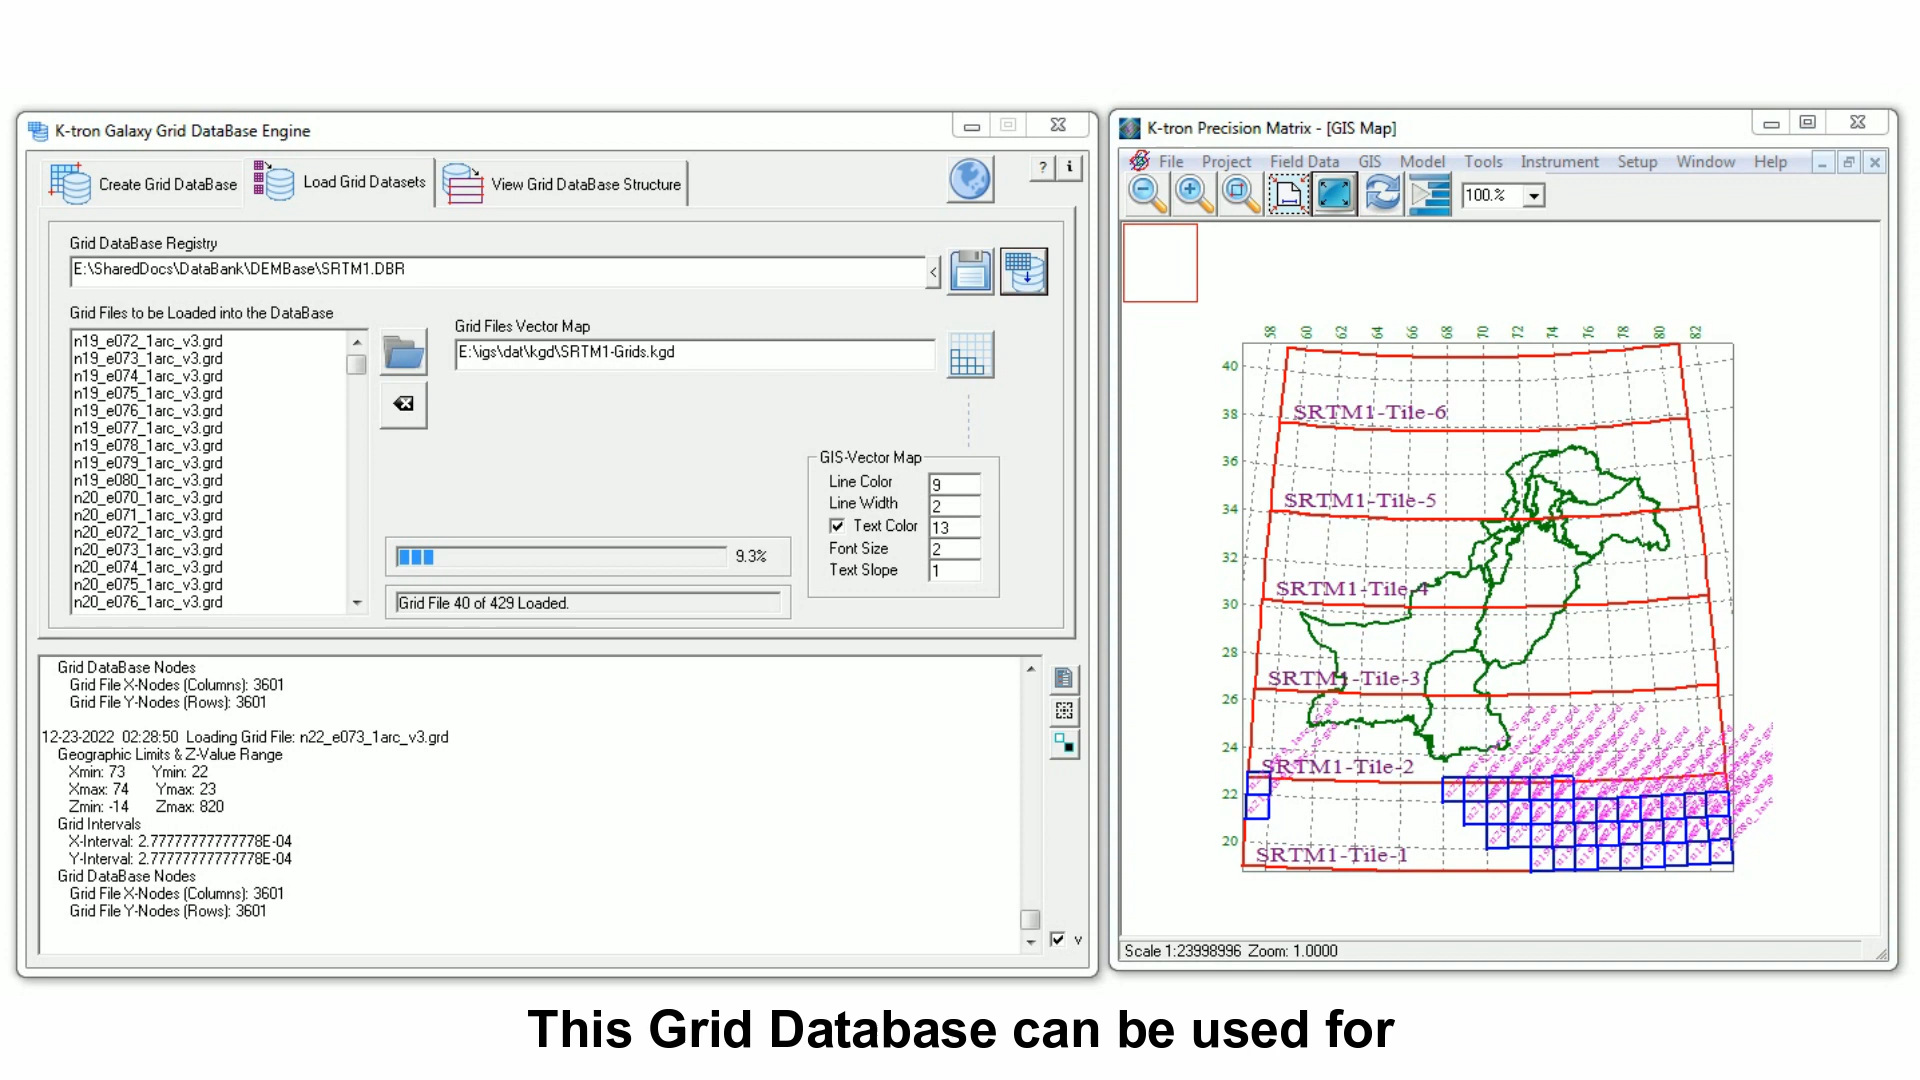 K-tron Galaxy Grid DataBase Engine
Create Grid DataBase
Load Grid Datasets
View Grid DataBase Structure
?
i
Grid DataBase Registry
E:\SharedDocs\DataBank\DEMBase\SRTM1.DBR
<
Grid Files to be Loaded into the DataBase
n19_e072_1arc_v3.grd
n19_e073_1arc_v3.grd
n19_e074_1arc_v3.grd
n19_e075_1arc_v3.grd
n19_e076_1arc_v3.grd
n19_e077_1arc_v3.grd
n19_e078_1arc_v3.grd
n19_e079_1arc_v3.grd
n19_e080_1arc_v3.grd
n20_e070_1arc_v3.grd
n20_e071_1arc_v3.grd
n20_e072_1arc_v3.grd
n20_e073_1arc_v3.grd
n20_e074_1arc_v3.grd
n20_e075_1arc_v3.grd
n20_e076_1arc_v3.grd
Grid Files Vector Map
E:\igs\dat\kgd\SRTM1-Grids.kgd
GIS-Vector Map
Line Color 9
Line Width 2
Text Color 13
Font Size 2
Text Slope 1
9.3%
Grid File 40 of 429 Loaded.
Grid DataBase Nodes
Grid File X-Nodes (Columns): 3601
Grid File Y-Nodes (Rows): 3601
12-23-2022 02:28:50 Loading Grid File: n22_e073_1arc_v3.grd
Geographic Limits & Z-Value Range
Xmin: 73 Ymin: 22
Xmax: 74 Ymax: 23
Zmin: -14 Zmax: 820
Grid Intervals
X-Interval: 2.77777777777778E-04
Y-Interval: 2.77777777777778E-04
Grid DataBase Nodes
Grid File X-Nodes (Columns): 3601
Grid File Y-Nodes (Rows): 3601
v
K-tron Precision Matrix - [GIS Map]
File Project Field Data GIS Model Tools Instrument Setup Window Help
100.%
58 60 62 64 66 68 70 72 74 76 78 80 82
40
38
SRTM1-Tile-6
36
SRTM1-Tile-5
34
32
SRTM1-Tile-4
30
28
SRTM1-Tile-3
26
24
SRTM1-Tile-2
22
20
SRTM1-Tile-1
Scale 1:23998996 Zoom: 1.0000
This Grid Database can be used for